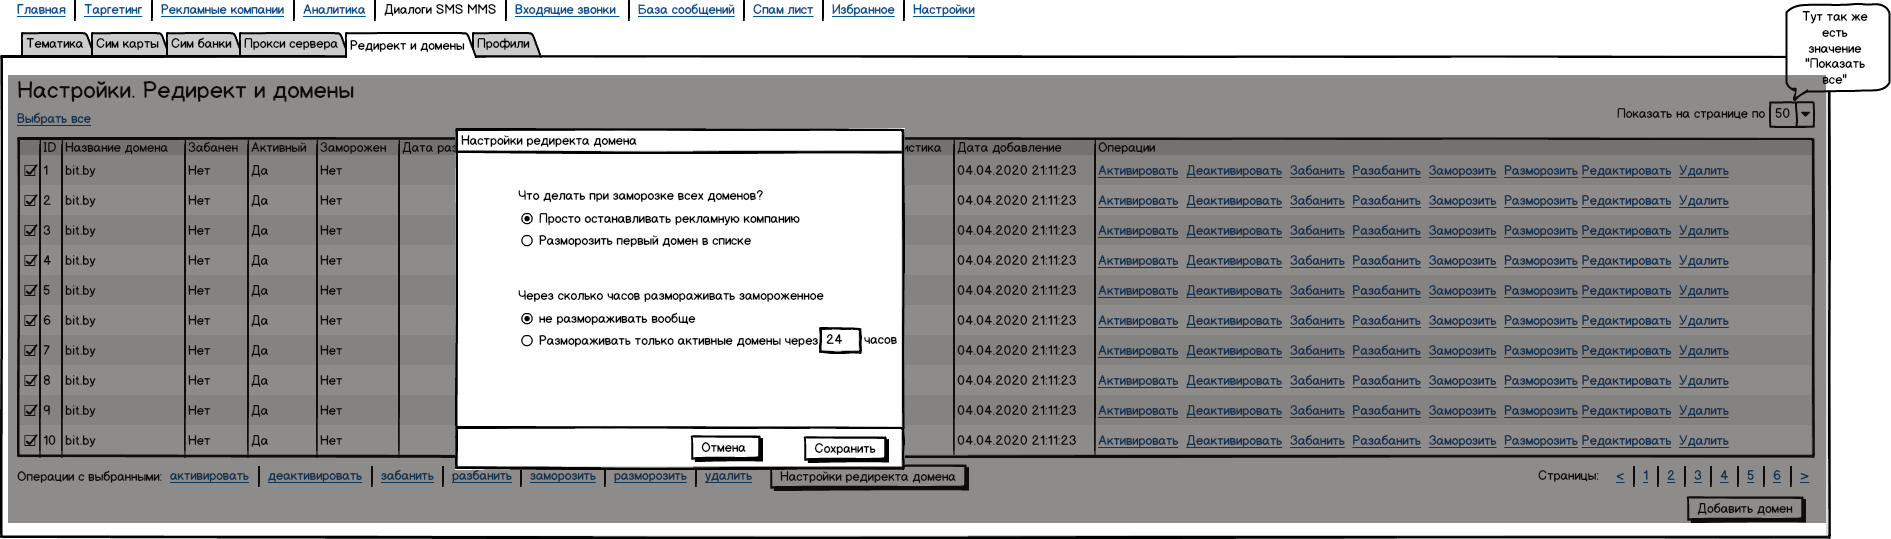 Главная Таргетинг Рекламные компании Аналитика Диалоги SMS MMS Входящие звонки База сообщений Спам лист Избранное Настройки
Тут так же
есть
значение
"Показать
все"
Тематика Сим карты Сим банки Прокси сервера Редирект и домены Профили
Настройки. Редирект и домены
Выбрать все
Показать на странице по 50
ID Название домена Забанен Активный Заморожен Дата раз истика Дата добавление Операции
1 bit.by Нет Да Нет 04.04.2020 21:11:23 Активировать Деактивировать Забанить Разабанить Заморозить Разморозить Редактировать Удалить
2 bit.by Нет Да Нет 04.04.2020 21:11:23 Активировать Деактивировать Забанить Разабанить Заморозить Разморозить Редактировать Удалить
3 bit.by Нет Да Нет 04.04.2020 21:11:23 Активировать Деактивировать Забанить Разабанить Заморозить Разморозить Редактировать Удалить
4 bit.by Нет Да Нет 04.04.2020 21:11:23 Активировать Деактивировать Забанить Разабанить Заморозить Разморозить Редактировать Удалить
5 bit.by Нет Да Нет 04.04.2020 21:11:23 Активировать Деактивировать Забанить Разабанить Заморозить Разморозить Редактировать Удалить
6 bit.by Нет Да Нет 04.04.2020 21:11:23 Активировать Деактивировать Забанить Разабанить Заморозить Разморозить Редактировать Удалить
7 bit.by Нет Да Нет 04.04.2020 21:11:23 Активировать Деактивировать Забанить Разабанить Заморозить Разморозить Редактировать Удалить
8 bit.by Нет Да Нет 04.04.2020 21:11:23 Активировать Деактивировать Забанить Разабанить Заморозить Разморозить Редактировать Удалить
9 bit.by Нет Да Нет 04.04.2020 21:11:23 Активировать Деактивировать Забанить Разабанить Заморозить Разморозить Редактировать Удалить
10 bit.by Нет Да Нет 04.04.2020 21:11:23 Активировать Деактивировать Забанить Разабанить Заморозить Разморозить Редактировать Удалить
Настройки редиректа домена
Что делать при заморозке всех доменов?
Просто останавливать рекламную компанию
Разморозить первый домен в списке
Через сколько часов размораживать замороженное
не размораживать вообще
Размораживать только активные домены через 24 часов
Отмена Сохранить
Операции с выбранными: активировать деактивировать забанить разбанить заморозить разморозить удалить Настройки редиректа домена
Страницы: < 1 2 3 4 5 6 >
Добавить домен